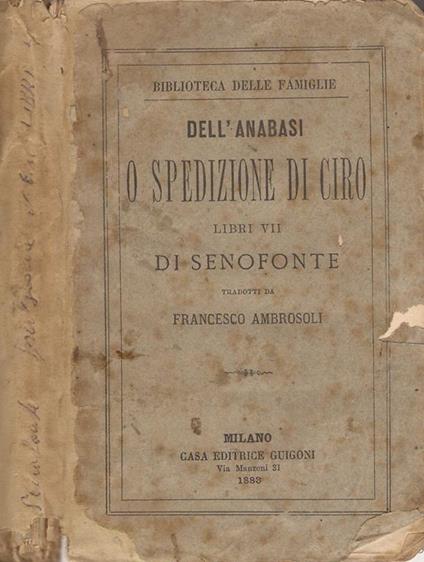 BIBLIOTECA DELLE FAMIGLIE
DELL'ANABASI
O SPEDIZIONE DI CIRO
LIBRI VII
DI SENOFONTE
TRADOTTI DA
FRANCESCO AMBROSOLI
MILANO
CASA EDITRICE GUIGONI
Via Manzoni 31
1883
Senofonte